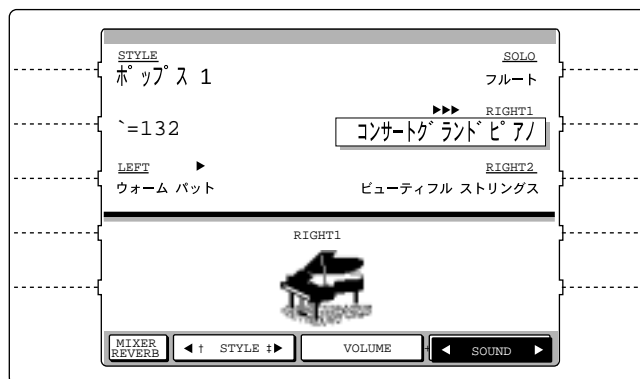 STYLE
ポップス 1
SOLO
フルート
`=132
▶▶▶ RIGHT1
コンサートグランドピアノ
LEFT ▶
ウォーム パット
RIGHT2
ビューティフル ストリングス
RIGHT1
MIXER
REVERB
◀ † STYLE ‡▶
VOLUME
◀ SOUND ▶